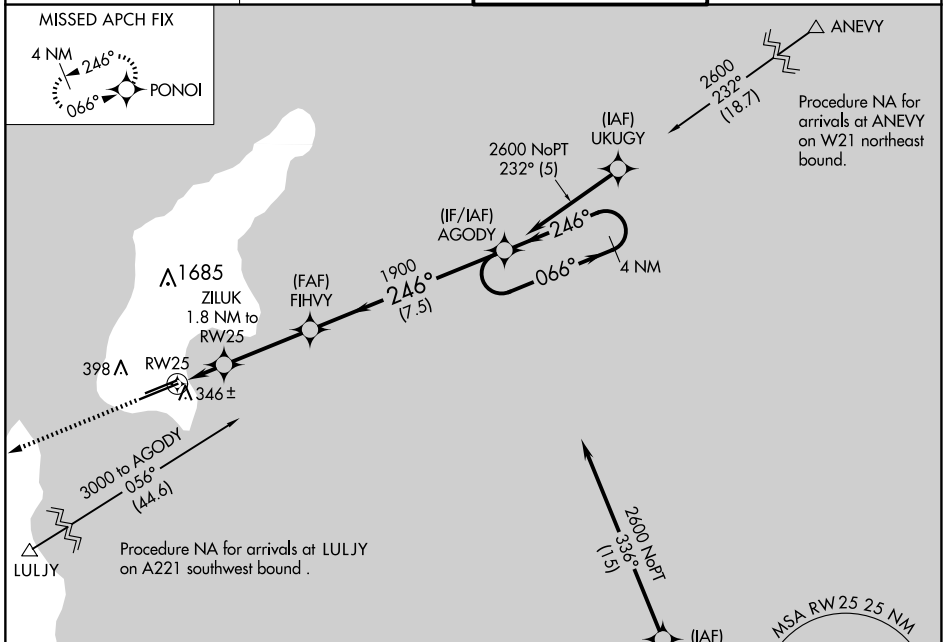 MISSED APCH FIX
4 NM
246°
066°
PONOI
ANEVY
2600
232°
(18.7)
Procedure NA for
arrivals at ANEVY
on W21 northeast
bound.
(IAF)
UKUGY
2600 NoPT
232° (5)
(IF/IAF)
AGODY
246°
066°
4 NM
1900
246°
(7.5)
(FAF)
FIHVY
1685
ZILUK
1.8 NM to
RW25
398
RW25
346±
3000 to AGODY
056°
(44.6)
LULJY
Procedure NA for arrivals at LULJY
on A221 southwest bound .
2600 NoPT
336°
(15)
(IAF)
MSA RW25 25 NM